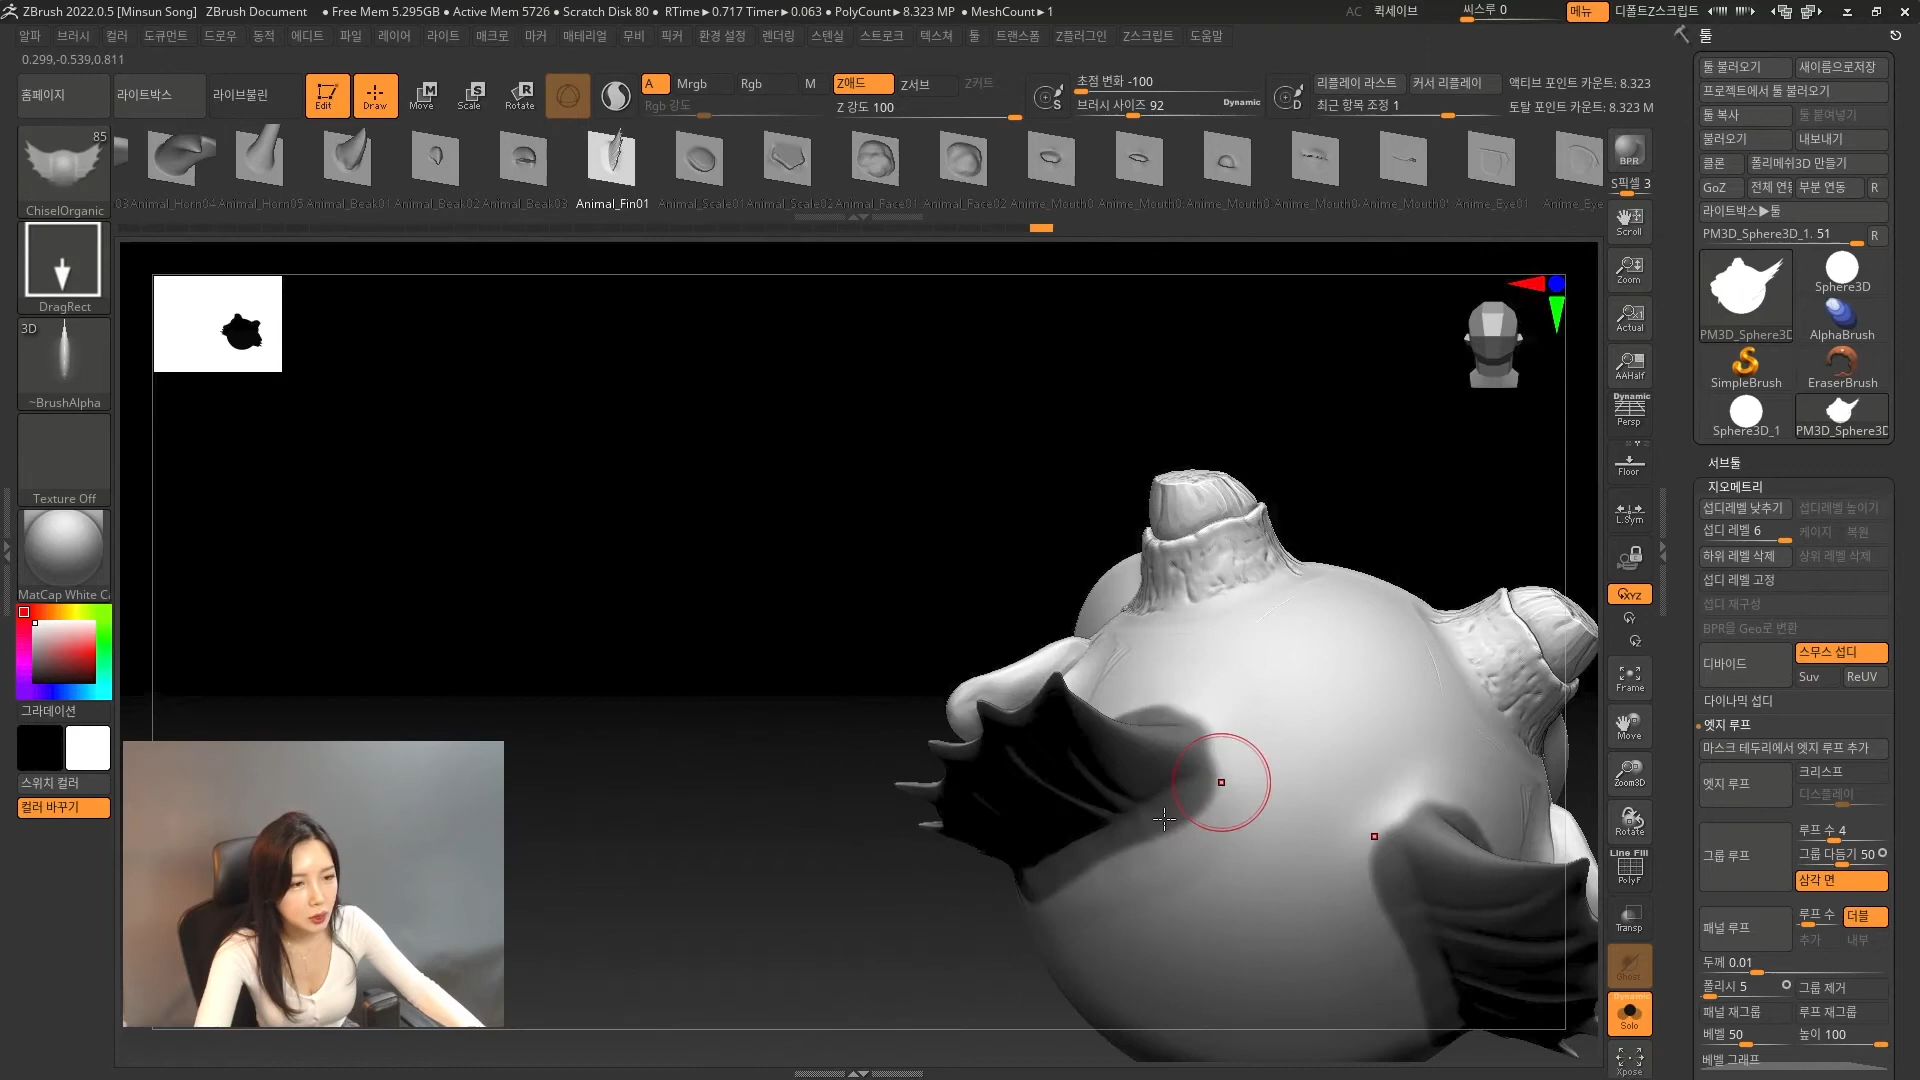 ZBrush 2022.0.5 [Minsun Song]   ZBrush Document   ● Free Mem 5.295GB ● Active Mem 5726 ● Scratch Disk 80 ●  RTime►0.717 Timer►0.063 ● PolyCount►8.323 MP  ● MeshCount►1   AC   퀵세이브   씨스루 0   메뉴   디폴트Z스크립트
알파 브러시 컬러 도큐먼트 드로우 동적 에디트 파일 레이어 라이트 매크로 마커 매테리얼 무비 픽커 환경 설정 렌더링 스텐실 스트로크 텍스쳐 툴 트랜스폼 Z플러그인 Z스크립트 도움말
0.299,-0.539,0.811
홈페이지 라이트박스 라이브불린
Edit Draw Move Scale Rotate
A Mrgb Rgb M
Rgb 강도
Z애드 Z서브 Z커트
Z 강도 100
S
초점 변화 -100
브러시 사이즈 92 Dynamic
D
리플레이 라스트 커서 리플레이
최근 항목 조정 1
액티브 포인트 카운트: 8.323
토탈 포인트 카운트: 8.323 M
85
ChiselOrganic
03 Animal_Horn04 Animal_Horn05 Animal_Beak01 Animal_Beak02 Animal_Beak03 Animal_Fin01 Animal_Scale01 Animal_Scale02 Animal_Face01 Animal_Face02 Anime_Mouth0 Anime_Mouth0 Anime_Mouth0 Anime_Mouth0 Anime_Mouth0 Anime_Eye01 Anime_Eye
DragRect
3D
~BrushAlpha
Texture Off
MatCap White Ca
그라데이션
스위치 컬러
컬러 바꾸기
BPR
S픽셀 3
Scroll
Zoom
Actual
AAHalf
Dynamic
Persp
Floor
L.Sym
XYZ
Y
Z
Frame
Move
Zoom3D
Rotate
Line Fill
PolyF
Transp
Ghost
Dynamic
Solo
Xpose
툴
툴 불러오기 새이름으로저장
프로젝트에서 툴 불러오기
툴 복사 툴 붙여넣기
불러오기 내보내기
클론 폴리메쉬3D 만들기
GoZ 전체 연동 부분 연동 R
라이트박스▶툴
PM3D_Sphere3D_1. 51 R
PM3D_Sphere3D Sphere3D
AlphaBrush
SimpleBrush EraserBrush
Sphere3D_1 PM3D_Sphere3D
서브툴
지오메트리
섭디레벨 낮추기 섭디레벨 높이기
섭디 레벨 6 케이지 복원
하위 레벨 삭제 상위 레벨 삭제
섭디 레벨 고정
섭디 재구성
BPR을 Geo로 변환
디바이드 스무스 섭디
Suv ReUV
다이나믹 섭디
엣지 루프
마스크 테두리에서 엣지 루프 추가
엣지 루프 크리스프
디스플레이
그룹 루프 루프 수 4
그룹 다듬기 50
삼각 면
패널 루프 루프 수 더블
추가 내부
두께 0.01
폴리시 5 그룹 제거
패널 재그룹 루프 재그룹
베벨 50 높이 100
베벨 그래프